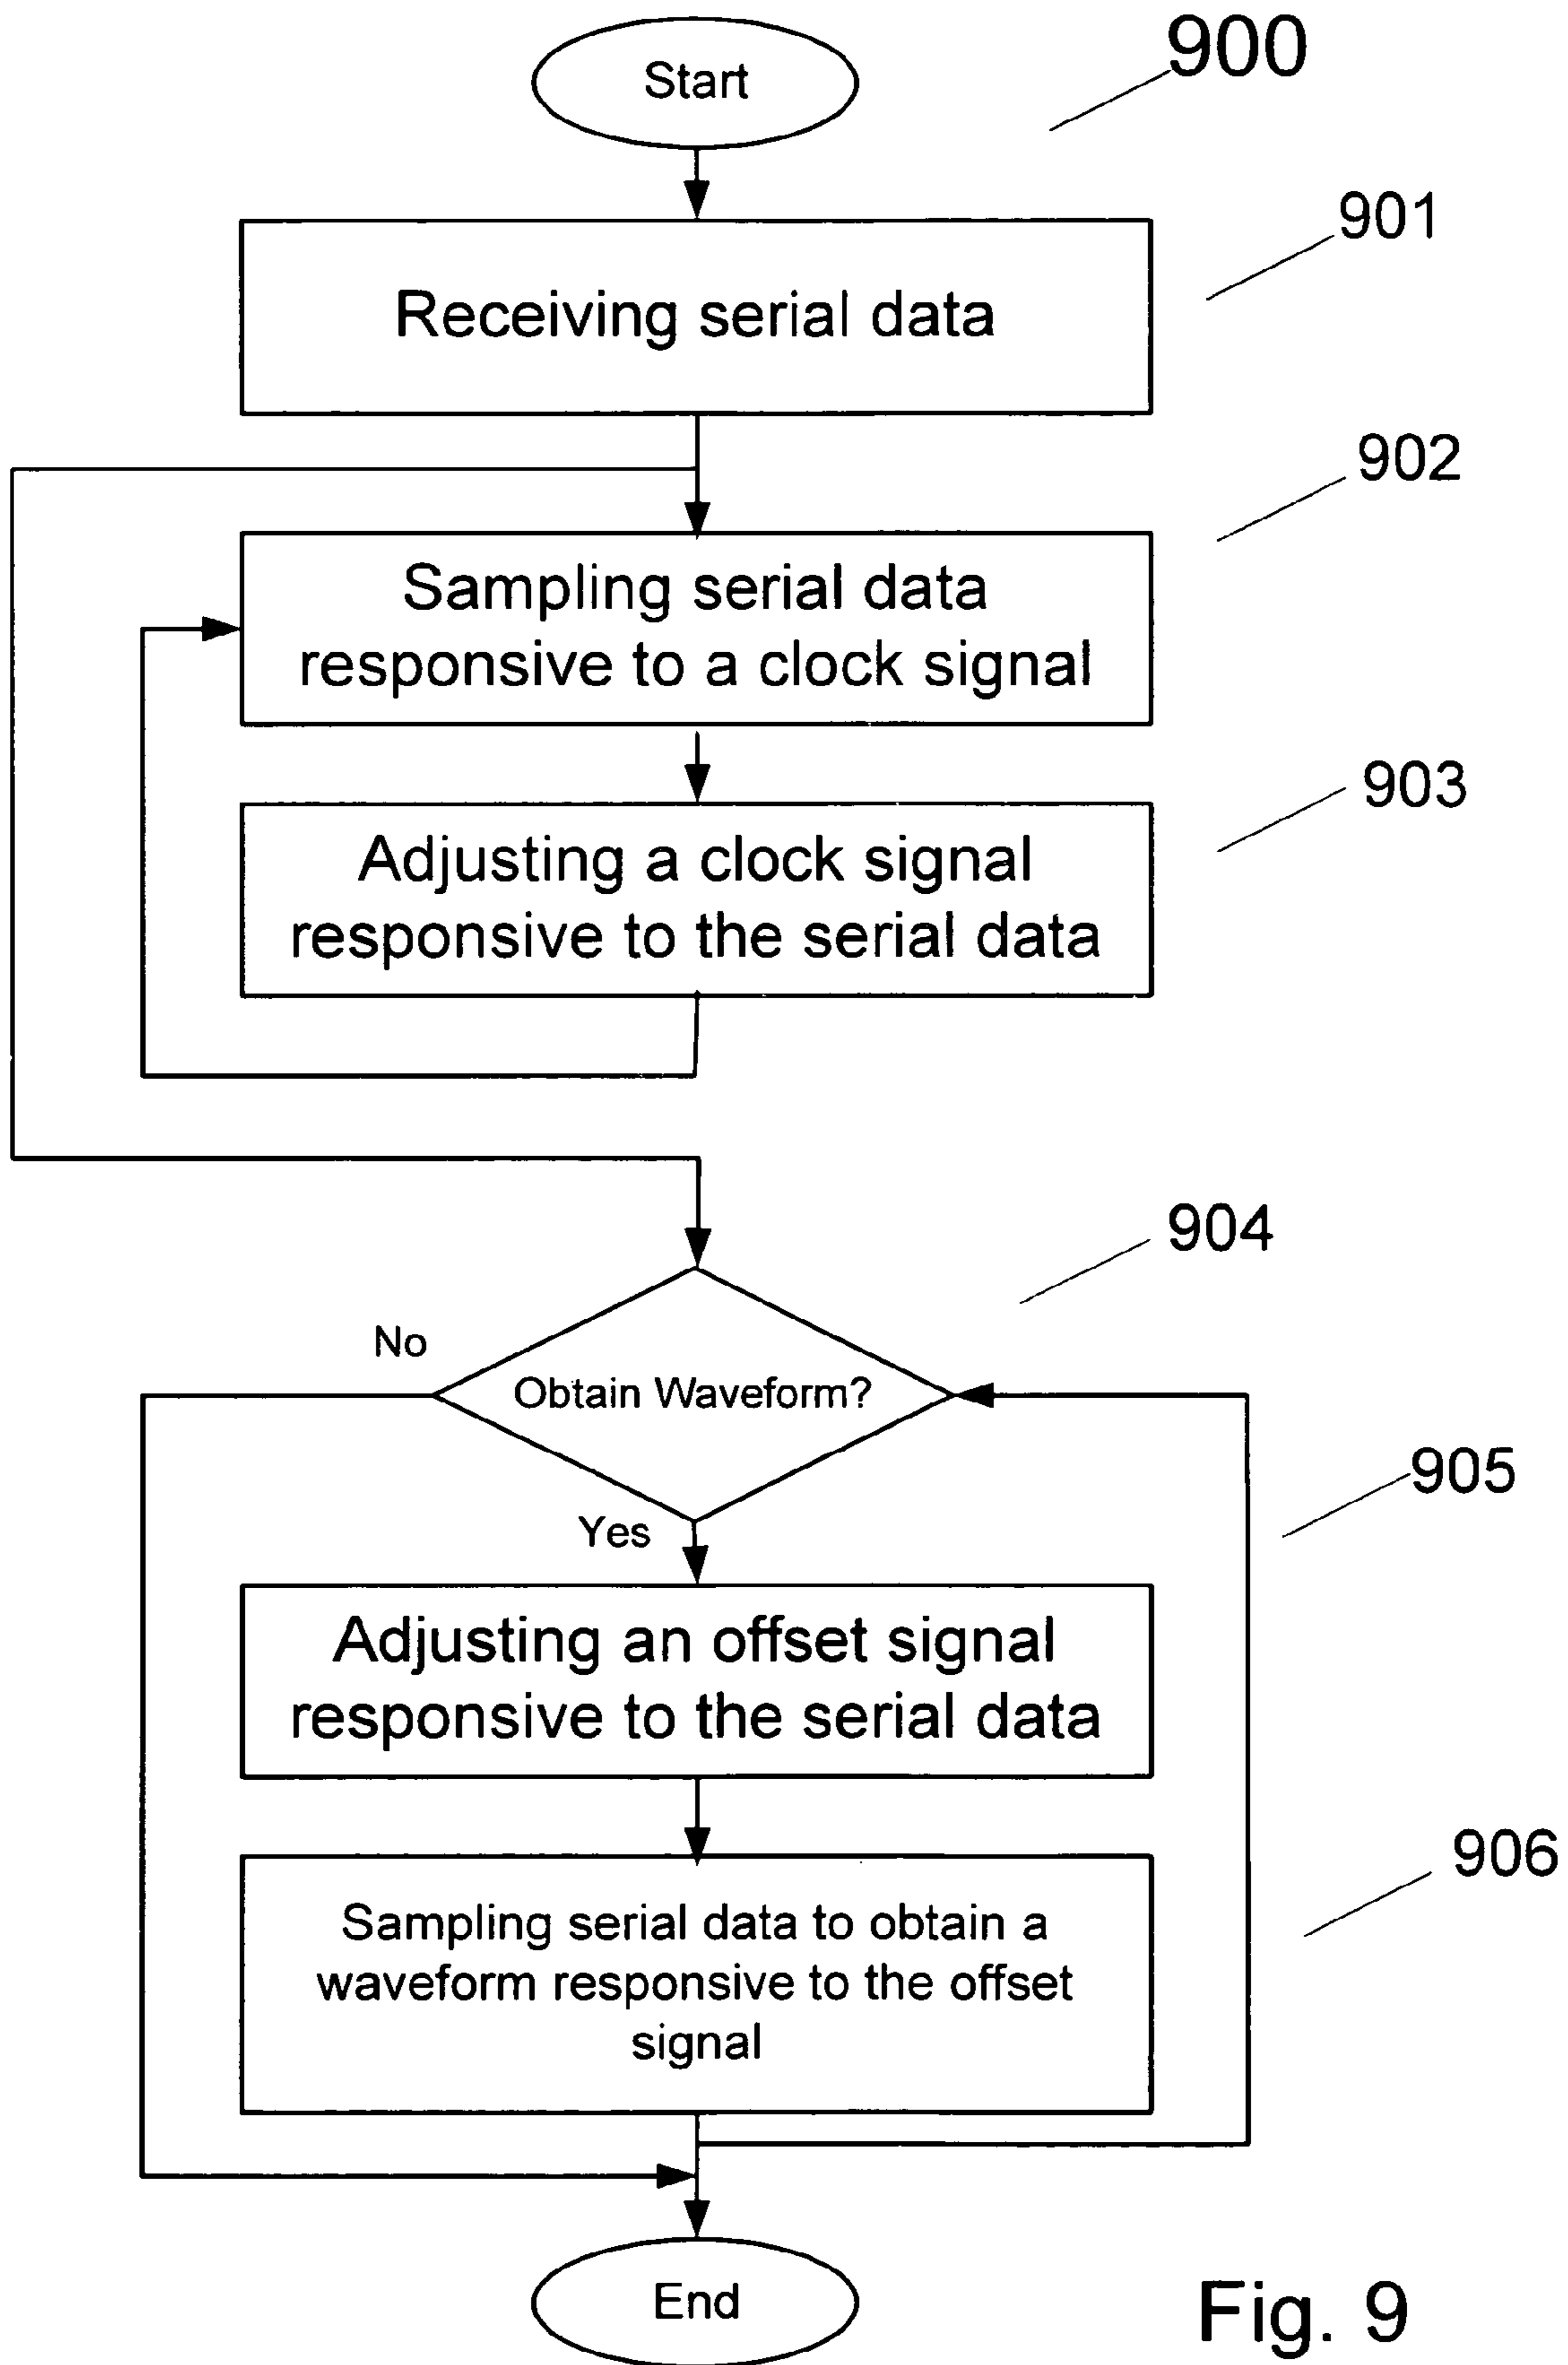 Start
900
901
Receiving serial data
902
Sampling serial data
responsive to a clock signal
903
Adjusting a clock signal
responsive to the serial data
904
No
Obtain Waveform?
905
Yes
Adjusting an offset signal
responsive to the serial data
906
Sampling serial data to obtain a
waveform responsive to the offset
signal
End
Fig. 9